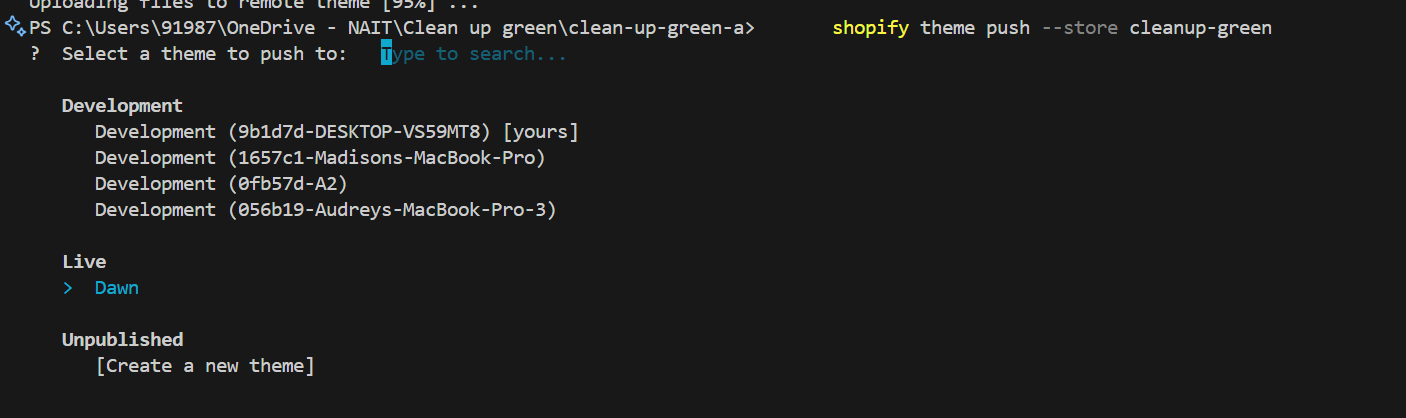 Uploading files to remote theme [95%] ...
PS C:\Users\91987\OneDrive - NAIT\Clean up green\clean-up-green-a> shopify theme push --store cleanup-green
? Select a theme to push to: Type to search...
Development
Development (9b1d7d-DESKTOP-VS59MT8) [yours]
Development (1657c1-Madisons-MacBook-Pro)
Development (0fb57d-A2)
Development (056b19-Audreys-MacBook-Pro-3)
Live
> Dawn
Unpublished
[Create a new theme]